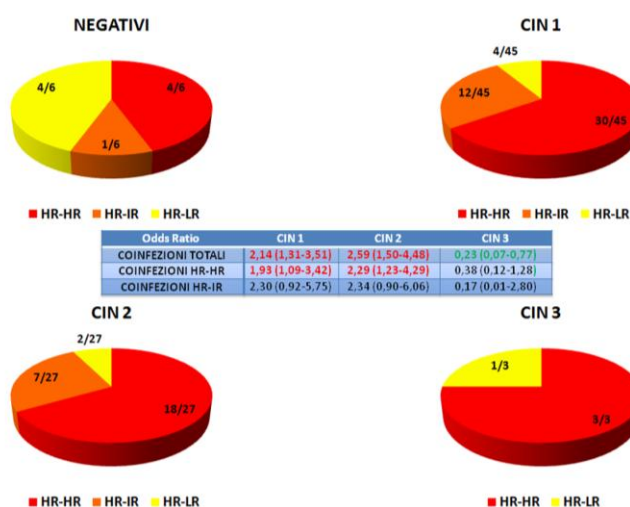 NEGATIVI
4/6
4/6
1/6
HR-HR HR-IR HR-LR
CIN 1
4/45
12/45
30/45
HR-HR HR-IR HR-LR
Odds Ratio CIN 1 CIN 2 CIN 3
COINFEZIONI TOTALI 2,14 (1,31-3,51) 2,59 (1,50-4,48) 0,23 (0,07-0,77)
COINFEZIONI HR-HR 1,93 (1,09-3,42) 2,29 (1,23-4,29) 0,38 (0,12-1,28)
COINFEZIONI HR-IR 2,30 (0,92-5,75) 2,34 (0,90-6,06) 0,17 (0,01-2,80)
CIN 2
2/27
7/27
18/27
HR-HR HR-IR HR-LR
CIN 3
1/3
3/3
HR-HR HR-LR